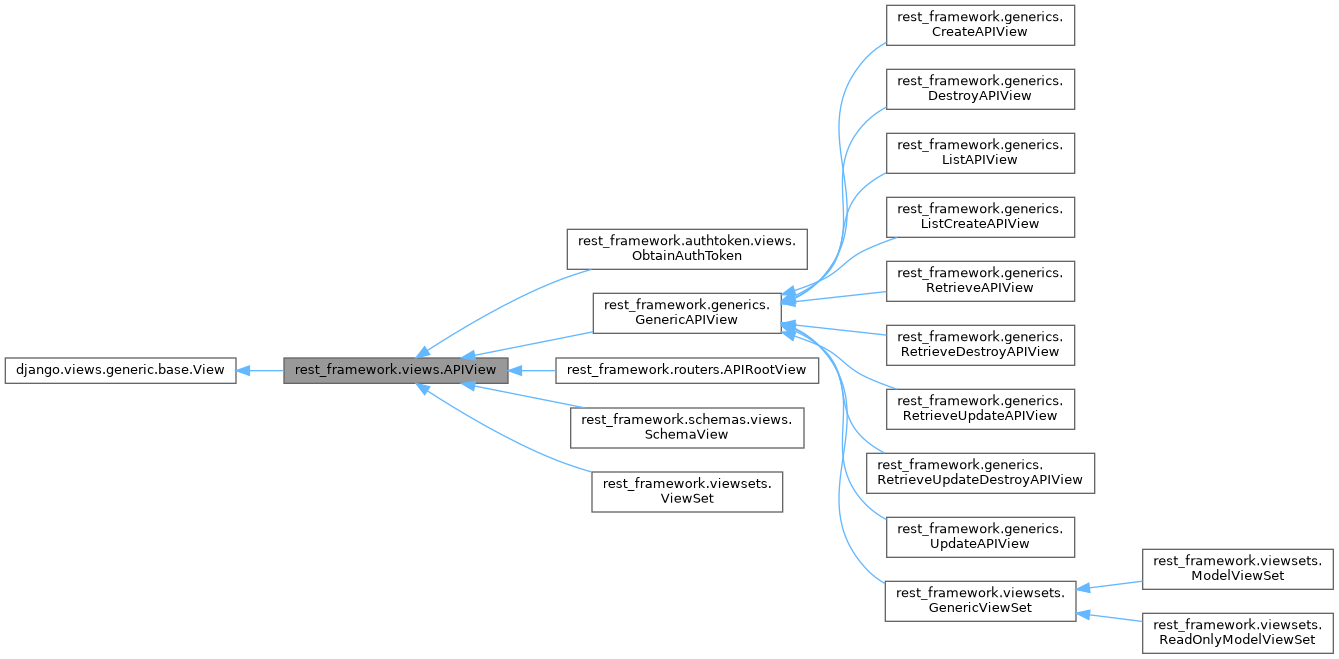 rest_framework.generics.
CreateAPIView
rest_framework.generics.
DestroyAPIView
rest_framework.generics.
ListAPIView
rest_framework.generics.
ListCreateAPIView
rest_framework.authtoken.views.
ObtainAuthToken
rest_framework.generics.
RetrieveAPIView
rest_framework.generics.
GenericAPIView
rest_framework.generics.
RetrieveDestroyAPIView
django.views.generic.base.View
rest_framework.views.APIView
rest_framework.routers.APIRootView
rest_framework.generics.
RetrieveUpdateAPIView
rest_framework.schemas.views.
SchemaView
rest_framework.generics.
RetrieveUpdateDestroyAPIView
rest_framework.viewsets.
ViewSet
rest_framework.generics.
UpdateAPIView
rest_framework.viewsets.
ModelViewSet
rest_framework.viewsets.
GenericViewSet
rest_framework.viewsets.
ReadOnlyModelViewSet